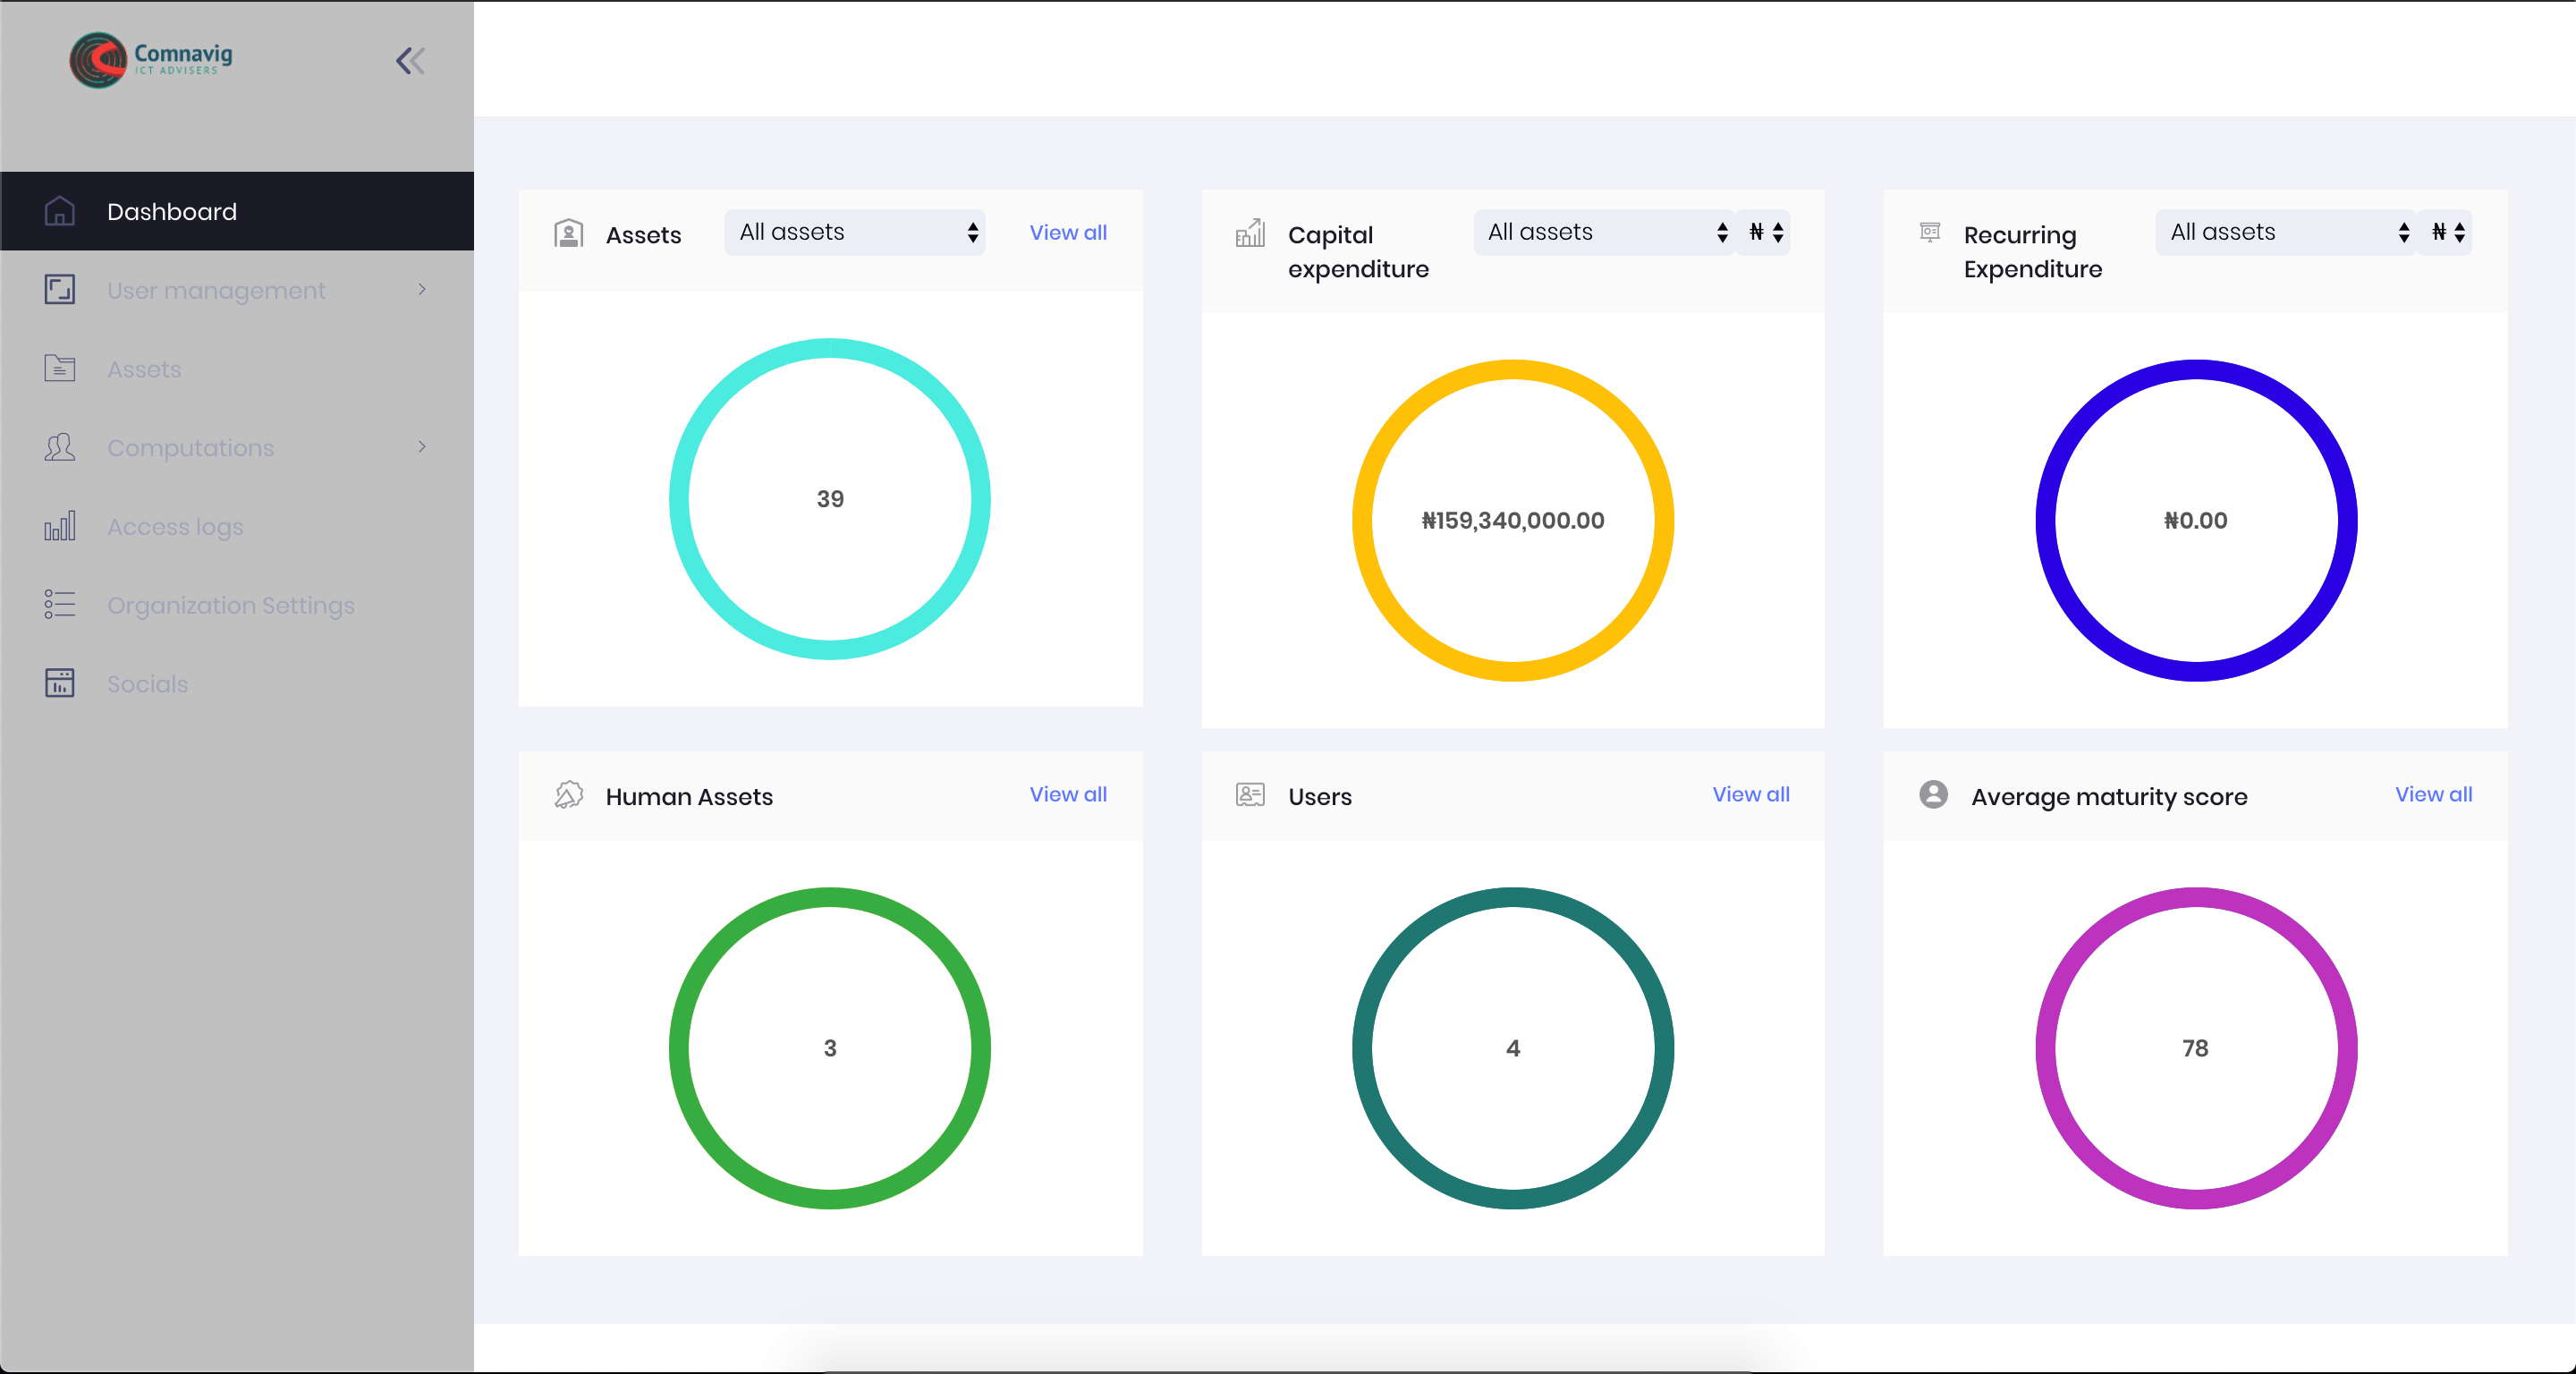 Comnavig
ICT ADVISERS
Dashboard
User management
Assets
Computations
Access logs
Organization Settings
Socials
Assets
All assets
View all
39
Capital
expenditure
All assets
₦
₦159,340,000.00
Recurring
Expenditure
All assets
₦
₦0.00
Human Assets
View all
3
Users
View all
4
Average maturity score
View all
78